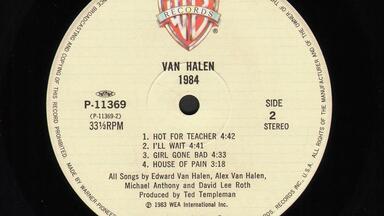 RECORDS
VAN HALEN
1984
P-11369
(P-11369-2)
33⅓RPM
SIDE
2
STEREO
1. HOT FOR TEACHER 4:42
2. I'LL WAIT 4:41
3. GIRL GONE BAD 4:33
4. HOUSE OF PAIN 3:18
All Songs by Edward Van Halen, Alex Van Halen,
Michael Anthony and David Lee Roth
Produced by Ted Templeman
℗ 1983 WEA International Inc.